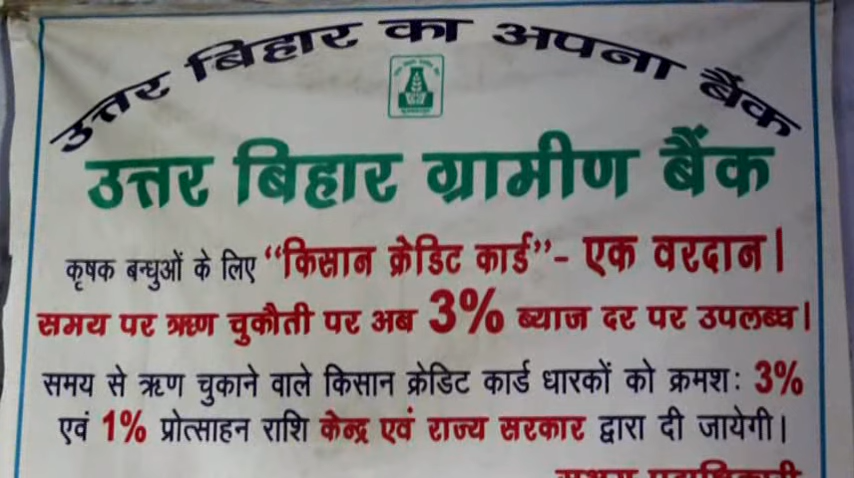 उत्तर बिहार का अपना बैंक
उत्तर बिहार ग्रामीण बैंक
कृषक बन्धुओं के लिए “किसान क्रेडिट कार्ड”- एक वरदान।
समय पर ऋण चुकौती पर अब 3% ब्याज दर पर उपलब्ध।
समय से ऋण चुकाने वाले किसान क्रेडिट कार्ड धारकों को क्रमशः 3%
एवं 1% प्रोत्साहन राशि केन्द्र एवं राज्य सरकार द्वारा दी जायेगी।